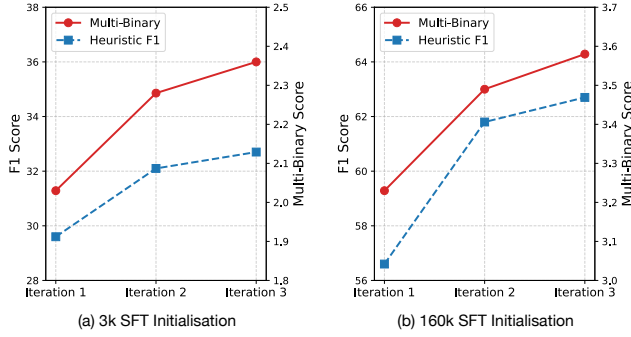 38
36
34
32
30
28
F1 Score
Multi-Binary
Heuristic F1
2.5
2.4
2.3
2.2
2.1
2.0
1.9
1.8
Multi-Binary Score
Iteration 1 Iteration 2 Iteration 3
(a) 3k SFT Initialisation
66
64
62
60
58
56
F1 Score
Multi-Binary
Heuristic F1
3.7
3.6
3.5
3.4
3.3
3.2
3.1
3.0
Multi-Binary Score
Iteration 1 Iteration 2 Iteration 3
(b) 160k SFT Initialisation